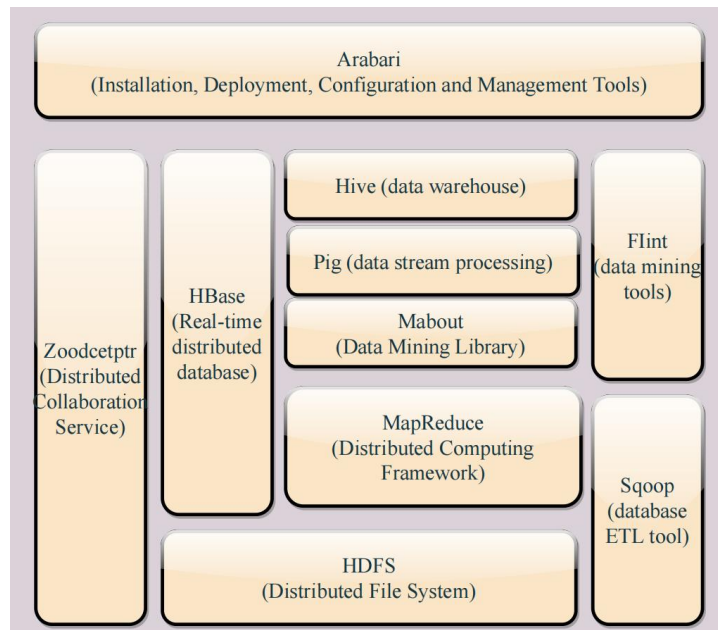 Arabari
(Installation, Deployment, Configuration and Management Tools)
Zoodcetptr
(Distributed
Collaboration
Service)
HBase
(Real-time
distributed
database)
Hive (data warehouse)
Pig (data stream processing)
Mabout
(Data Mining Library)
MapReduce
(Distributed Computing
Framework)
FIint
(data mining
tools)
Sqoop
(database
ETL tool)
HDFS
(Distributed File System)